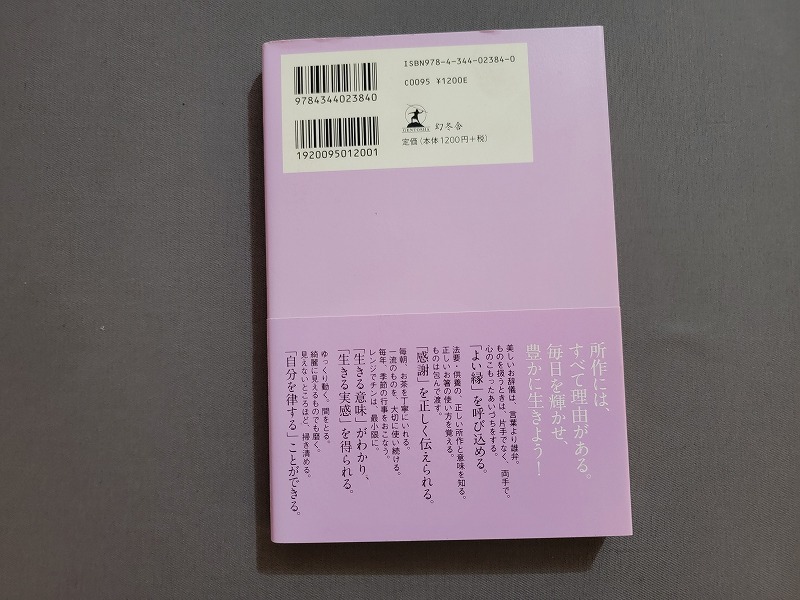 ISBN978-4-344-02384-0
C0095 ¥1200E
9784344023840
1920095012001
GENTOSHA
幻冬舎
定価(本体1200円+税)
所作には、
すべて理由がある。
毎日を輝かせ、
豊かに生きよう!
美しいお辞儀は、言葉より雄弁。
ものを扱うときは、片手でなく、両手で。
心のこもったあいづちをする。
「よい縁」を呼び込める。
法要・供養の、正しい所作と意味を知る。
正しいお箸の使い方を覚える。
ものは包んで渡す。
「感謝」を正しく伝えられる。
毎朝、お茶を丁寧にいれる。
一流のものを、大切に使い続ける。
毎年、季節の行事をおこなう。
レンジでチンは、最小限に。
「生きる意味」がわかり、
「生きる実感」を得られる。
ゆっくり動く。間をとる。
綺麗に見えるものでも磨く。
見えないところほど、掃き清める。
「自分を律する」ことができる。